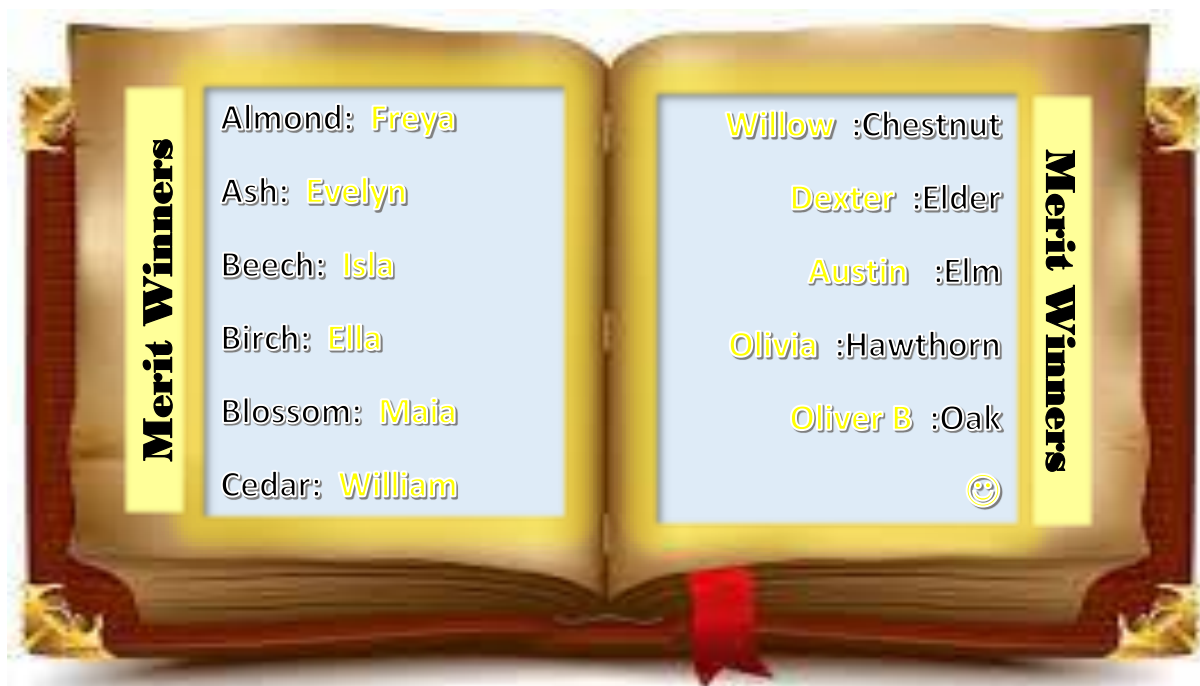 Merit Winners
Almond: Freya
Ash: Evelyn
Beech: Isla
Birch: Ella
Blossom: Maia
Cedar: William
Willow :Chestnut
Dexter :Elder
Austin :Elm
Olivia :Hawthorn
Oliver B :Oak
☺
Merit Winners